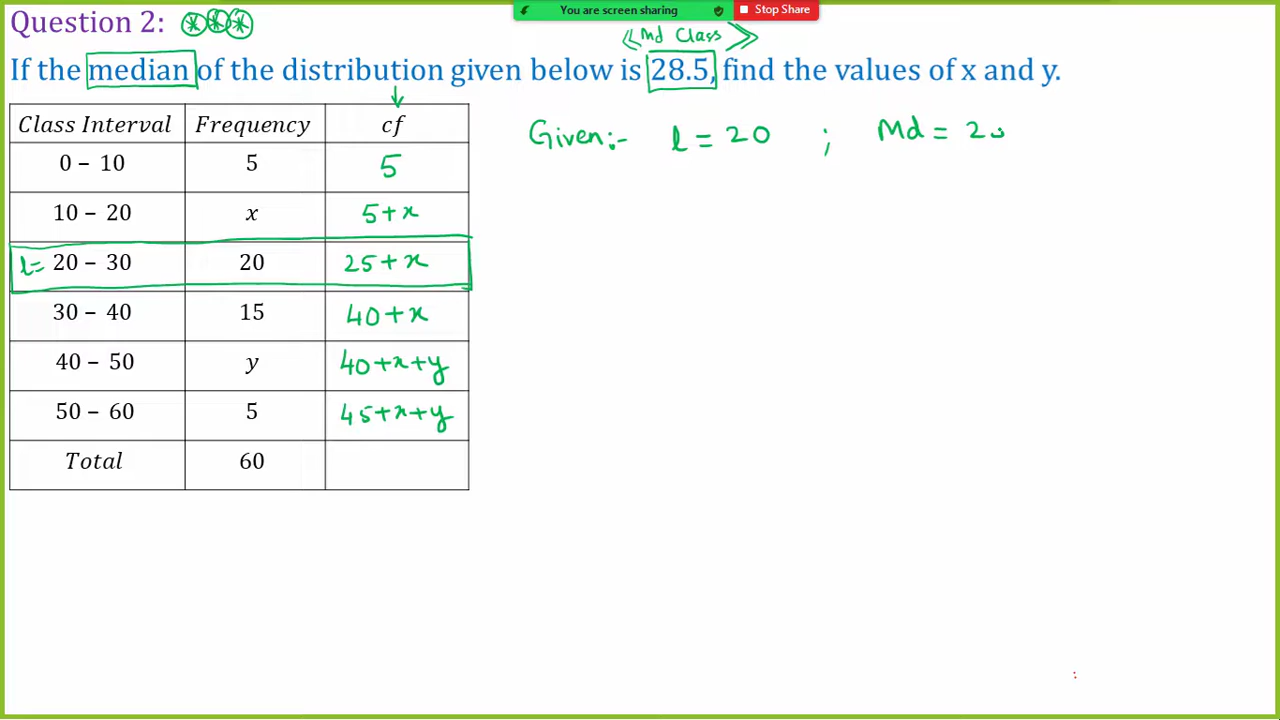 You are screen sharing Stop Share
Question 2:
Md Class
If the median of the distribution given below is 28.5, find the values of x and y.
Class Interval Frequency cf
0 – 10 5 5
10 – 20 x 5+x
l= 20 – 30 20 25+x
30 – 40 15 40+x
40 – 50 y 40+x+y
50 – 60 5 45+x+y
Total 60
Given:- l = 20 ; Md = 2